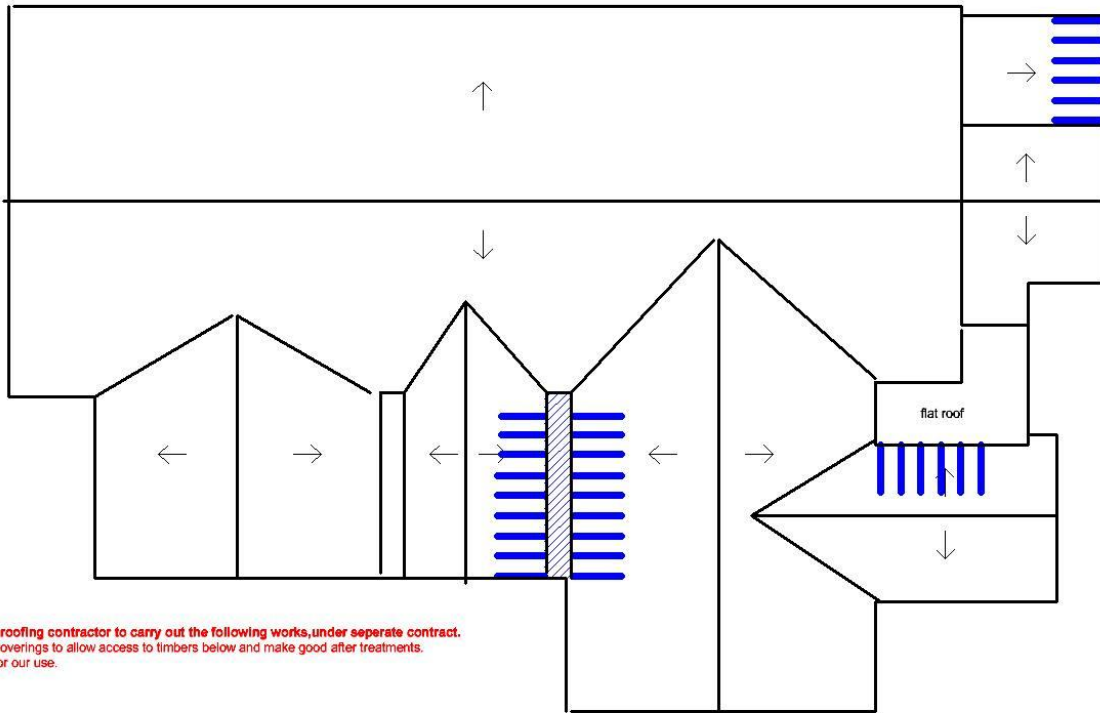 flat roof
roofing contractor to carry out the following works,under seperate contract.
overings to allow access to timbers below and make good after treatments.
or our use.